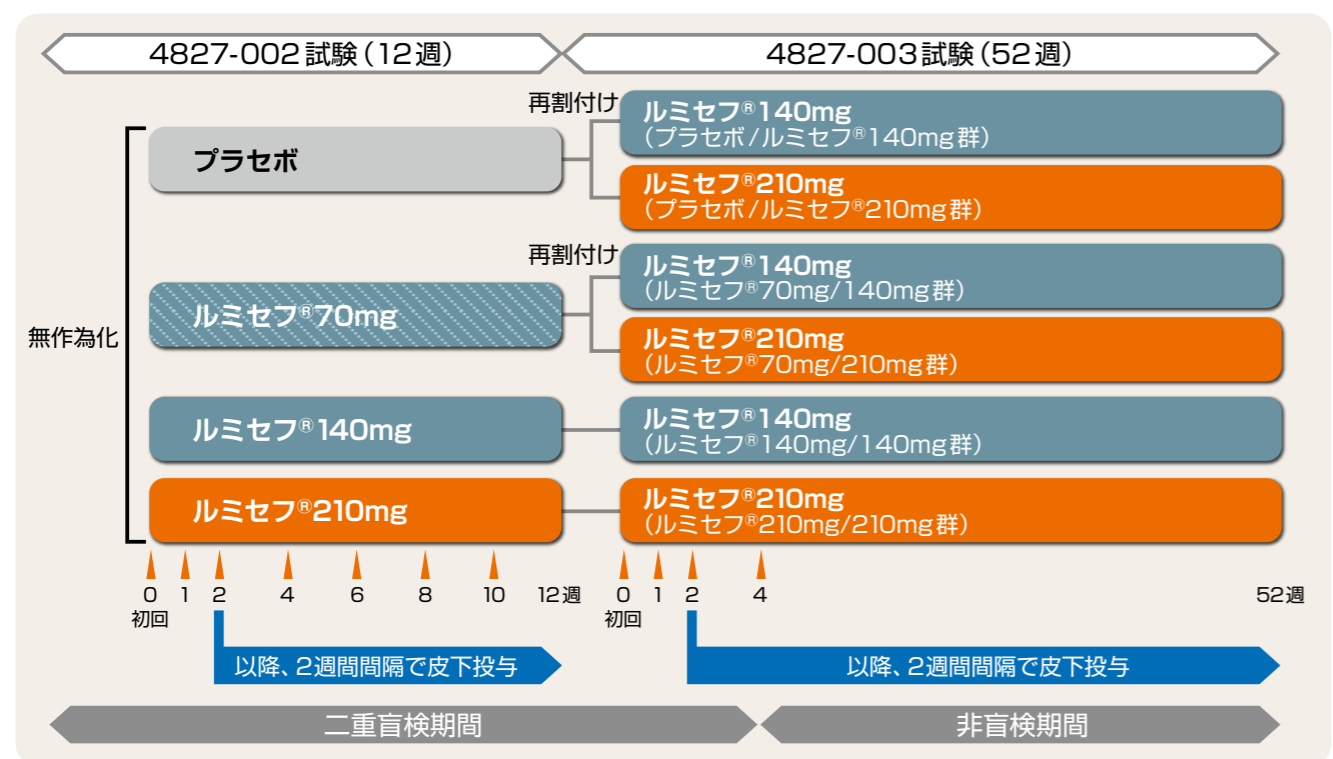 4827-002試験（12週）
4827-003試験（52週）
無作為化
プラセボ
再割付け
ルミセフ®140mg
（プラセボ/ルミセフ®140mg群）
ルミセフ®210mg
（プラセボ/ルミセフ®210mg群）
ルミセフ®70mg
再割付け
ルミセフ®140mg
（ルミセフ®70mg/140mg群）
ルミセフ®210mg
（ルミセフ®70mg/210mg群）
ルミセフ®140mg
ルミセフ®140mg
（ルミセフ®140mg/140mg群）
ルミセフ®210mg
ルミセフ®210mg
（ルミセフ®210mg/210mg群）
0 1 2 4 6 8 10 12週
初回
0 1 2 4 52週
初回
以降、2週間間隔で皮下投与
以降、2週間間隔で皮下投与
二重盲検期間
非盲検期間